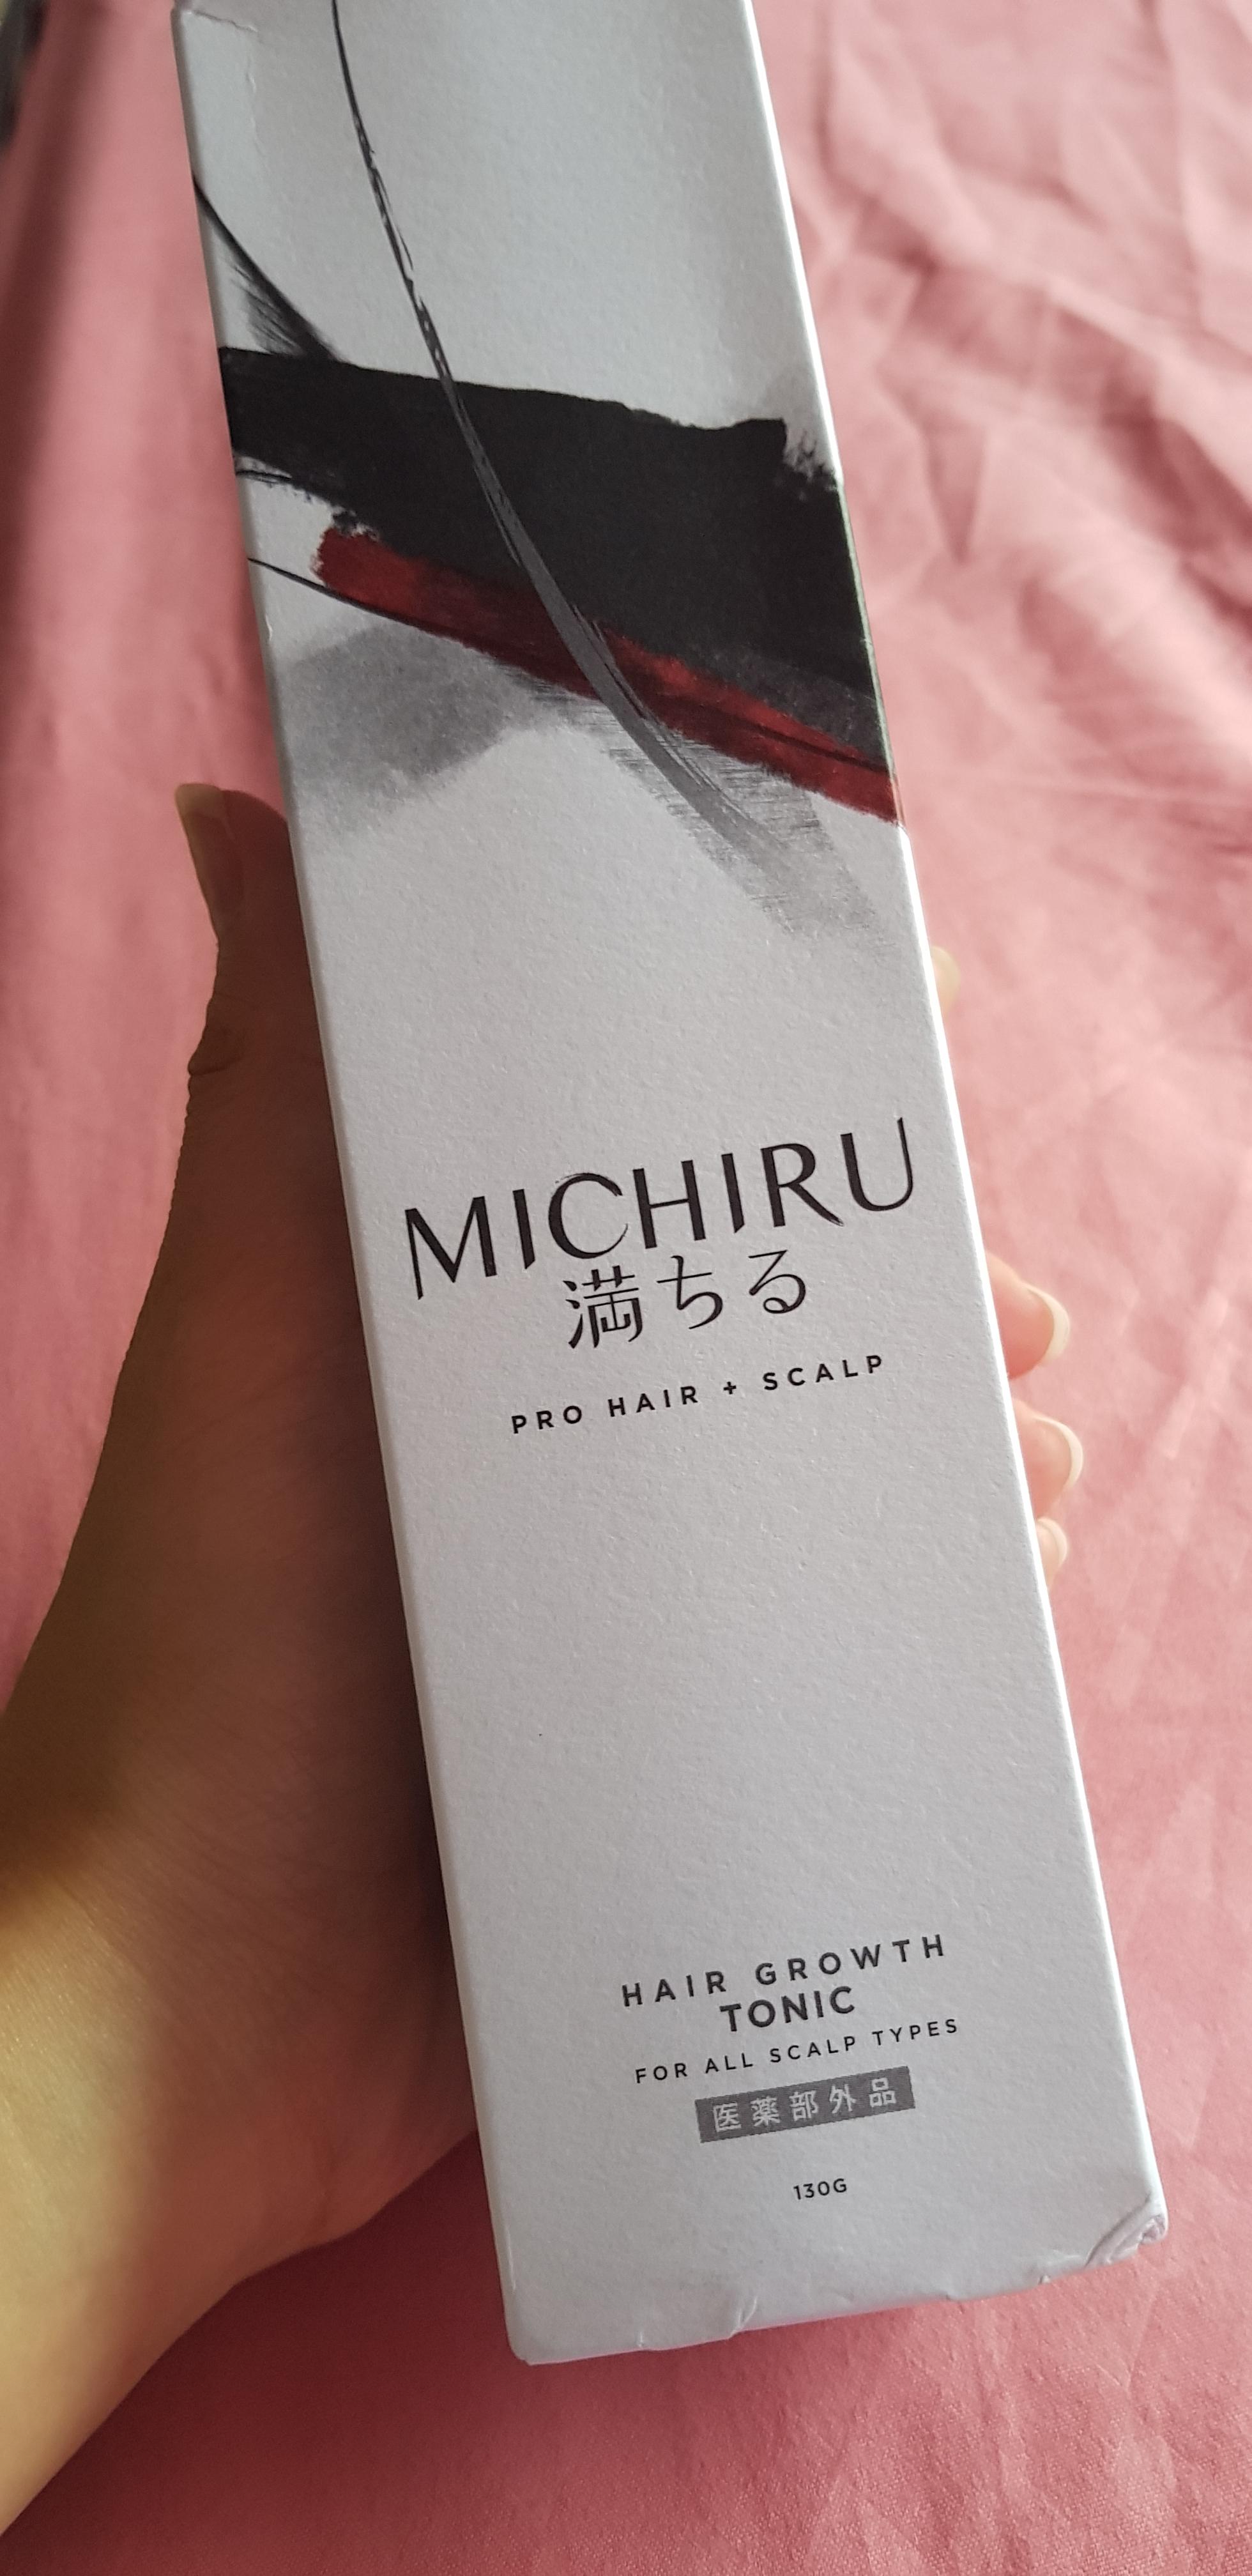 MICHIRU
満ちる
PRO HAIR + SCALP
HAIR GROWTH
TONIC
FOR ALL SCALP TYPES
医薬部外品
130G